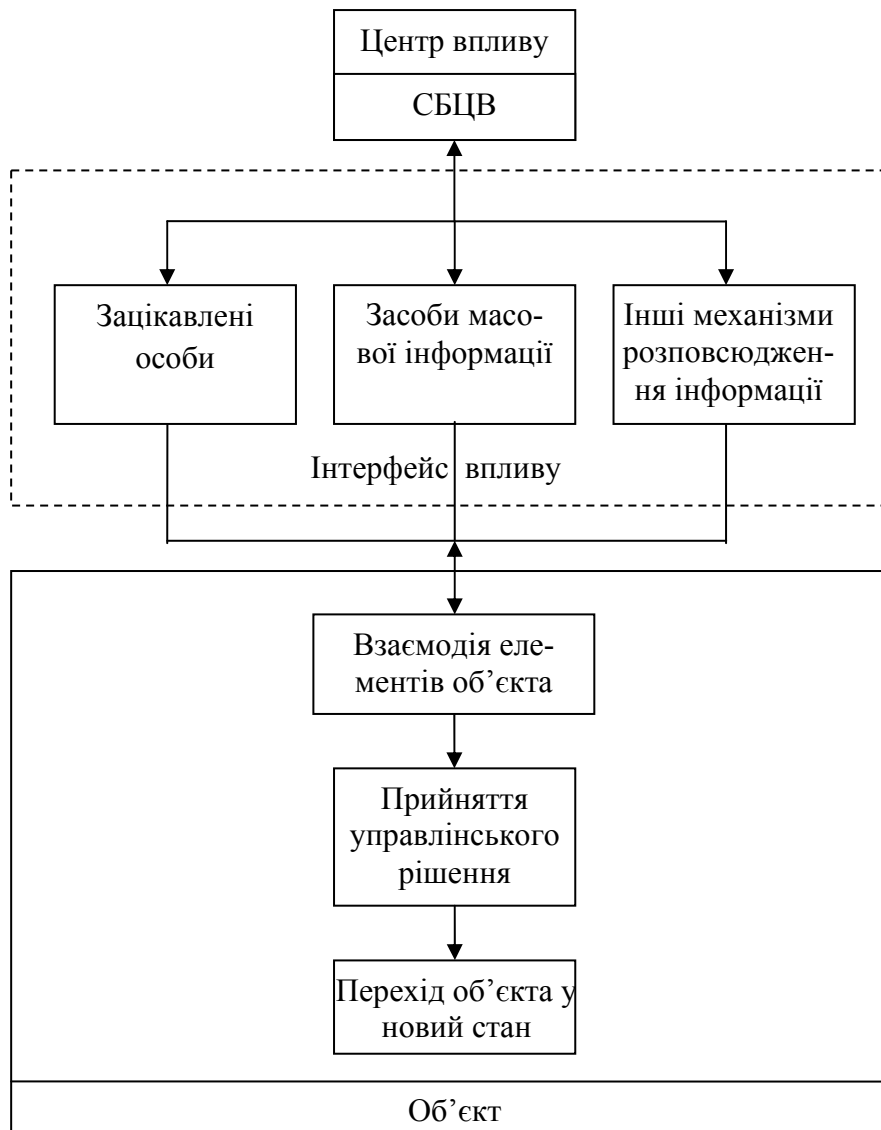 Центр впливу
СБЦВ
Зацікавлені
особи
Засоби масо-
вої інформації
Інші механізми
розповсюджен-
ня інформації
Інтерфейс впливу
Взаємодія еле-
ментів об’єкта
Прийняття
управлінського
рішення
Перехід об’єкта у
новий стан
Об’єкт